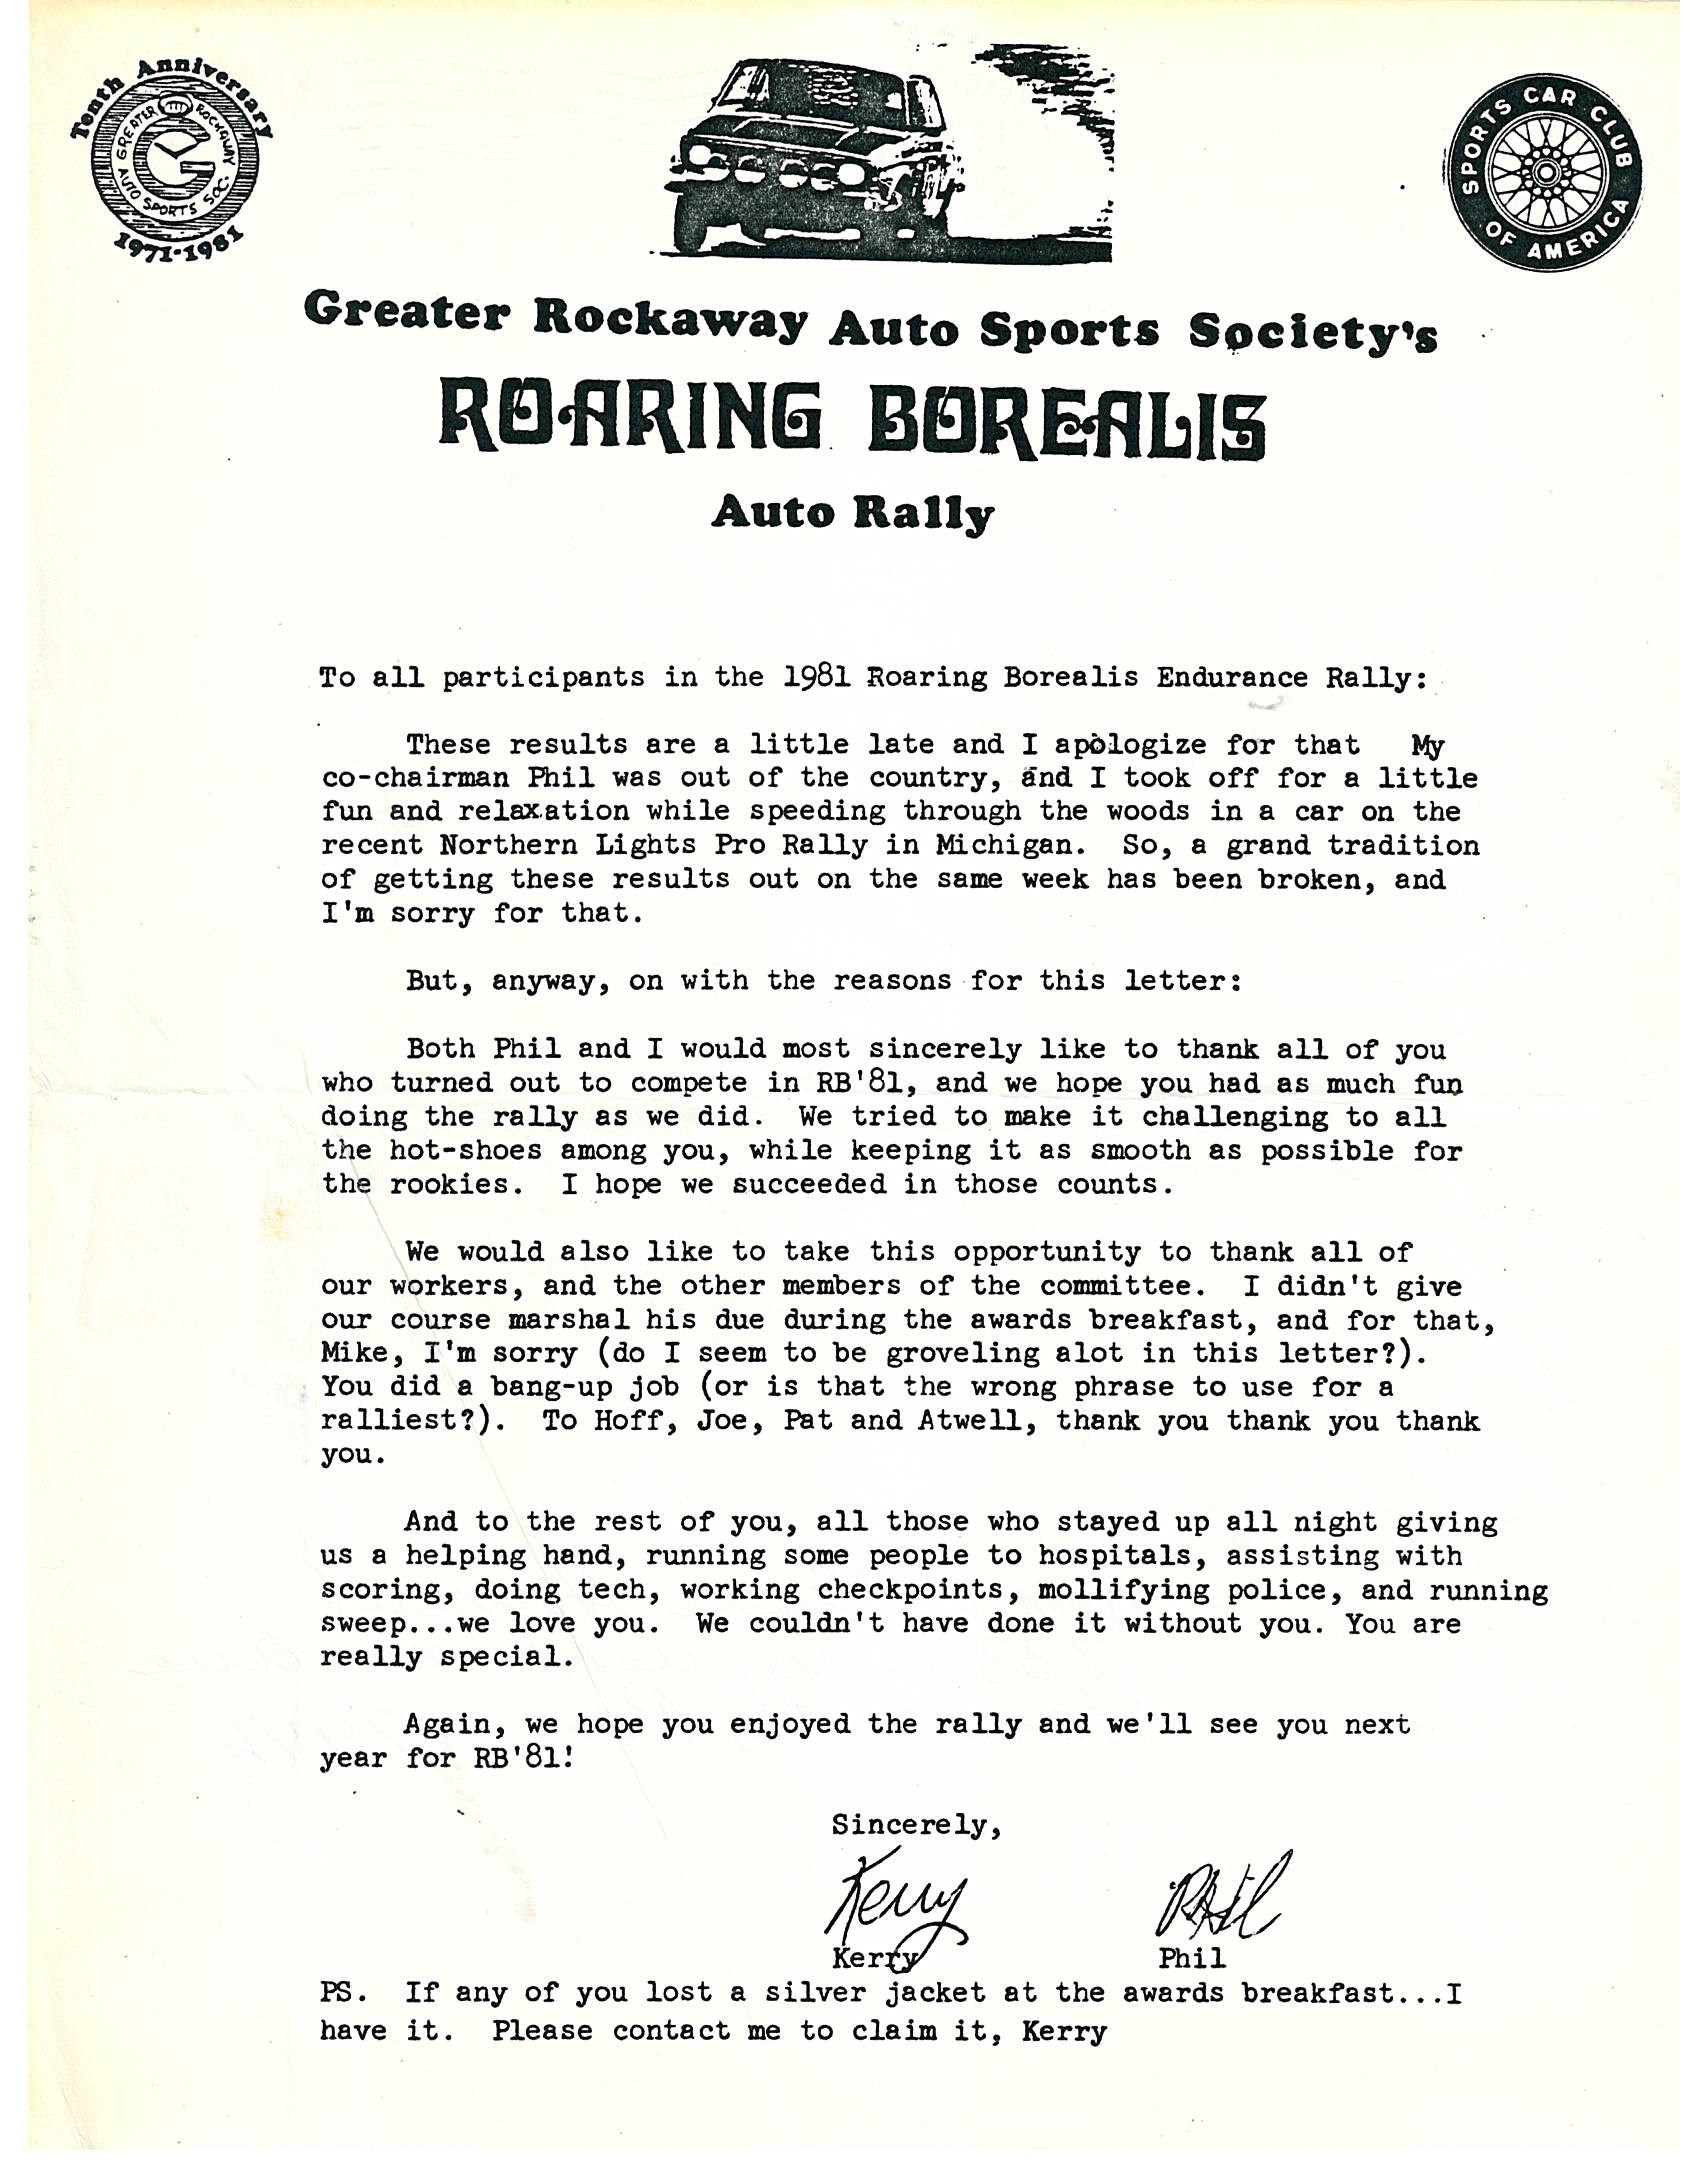 Tenth Anniversary
GREATER ROCKAWAY
AUTO SPORTS SOC.
G
1971-1981
SPORTS CAR CLUB
OF AMERICA
Greater Rockaway Auto Sports Society's
ROARING BOREALIS
Auto Rally
To all participants in the 1981 Roaring Borealis Endurance Rally:
These results are a little late and I apologize for that My
co-chairman Phil was out of the country, and I took off for a little
fun and relaxation while speeding through the woods in a car on the
recent Northern Lights Pro Rally in Michigan. So, a grand tradition
of getting these results out on the same week has been broken, and
I'm sorry for that.
But, anyway, on with the reasons for this letter:
Both Phil and I would most sincerely like to thank all of you
who turned out to compete in RB'81, and we hope you had as much fun
doing the rally as we did. We tried to make it challenging to all
the hot-shoes among you, while keeping it as smooth as possible for
the rookies. I hope we succeeded in those counts.
We would also like to take this opportunity to thank all of
our workers, and the other members of the committee. I didn't give
our course marshal his due during the awards breakfast, and for that,
Mike, I'm sorry (do I seem to be groveling alot in this letter?).
You did a bang-up job (or is that the wrong phrase to use for a
ralliest?). To Hoff, Joe, Pat and Atwell, thank you thank you thank
you.
And to the rest of you, all those who stayed up all night giving
us a helping hand, running some people to hospitals, assisting with
scoring, doing tech, working checkpoints, mollifying police, and running
sweep...we love you. We couldn't have done it without you. You are
really special.
Again, we hope you enjoyed the rally and we'll see you next
year for RB'81!
Sincerely,
Kerry Phil
Kerry Phil
PS. If any of you lost a silver jacket at the awards breakfast...I
have it. Please contact me to claim it, Kerry